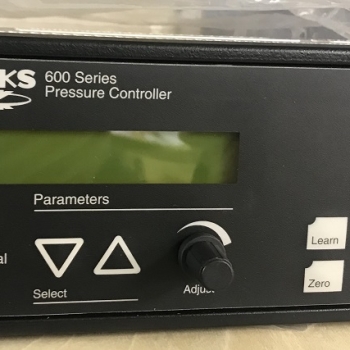 KS
600 Series
Pressure Controller
Parameters
al
Learn
Select
Adjust
Zero